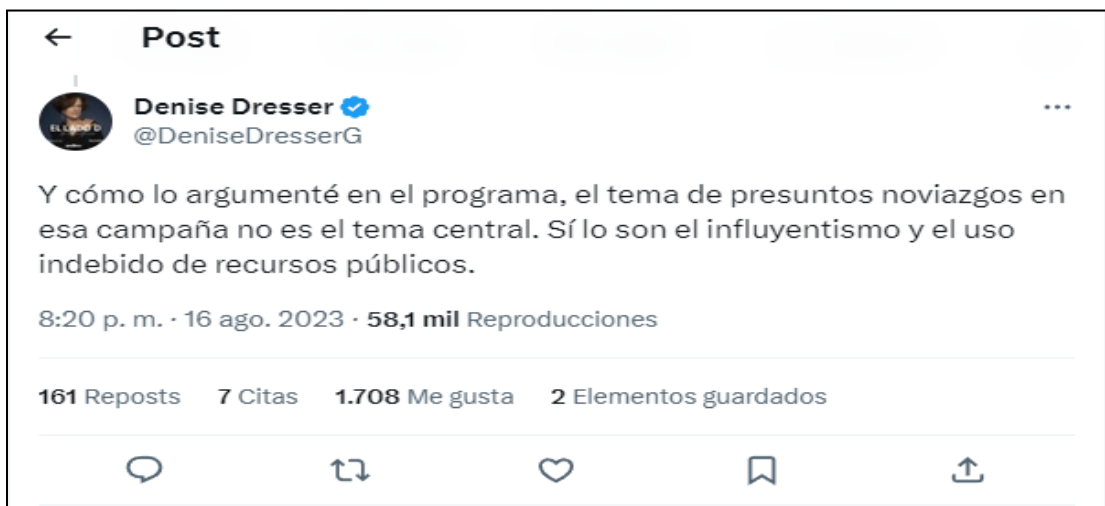 Post
Denise Dresser
@DeniseDresserG
EL LADO D
Y cómo lo argumenté en el programa, el tema de presuntos noviazgos en
esa campaña no es el tema central. Sí lo son el influyentismo y el uso
indebido de recursos públicos.
8:20 p. m. · 16 ago. 2023 · 58,1 mil Reproducciones
161 Reposts 7 Citas 1.708 Me gusta 2 Elementos guardados